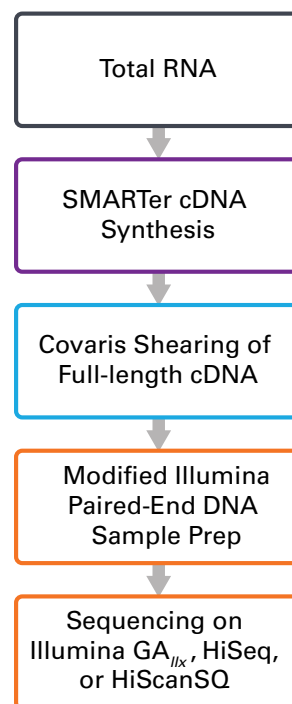 Total RNA
SMARTer cDNA
Synthesis
Covaris Shearing of
Full-length cDNA
Modified Illumina
Paired-End DNA
Sample Prep
Sequencing on
Illumina GAIIx, HiSeq,
or HiScanSQ